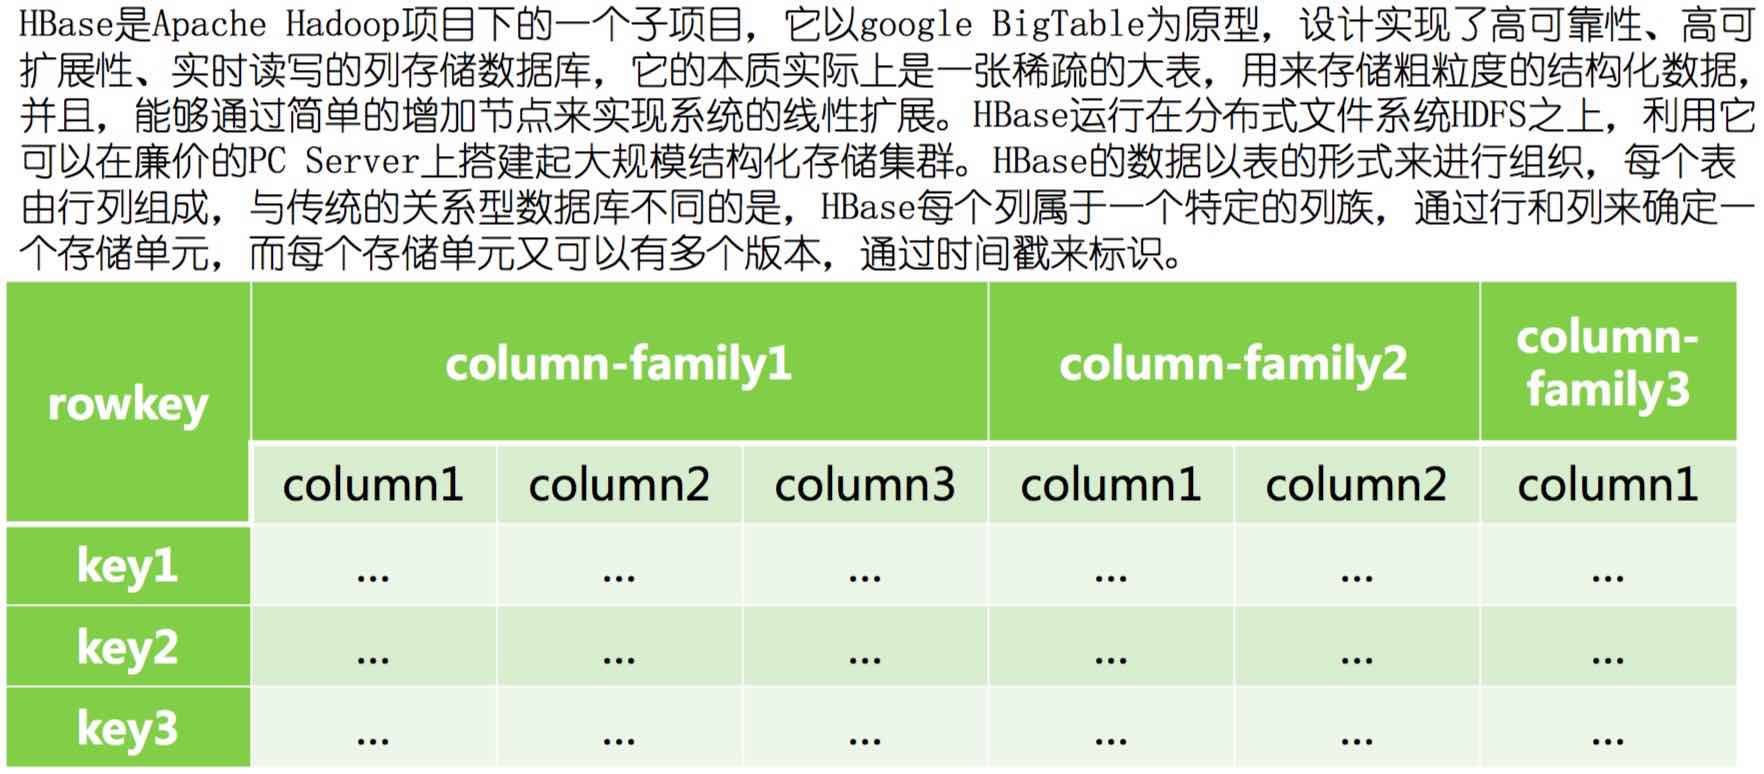 HBase是Apache Hadoop项目下的一个子项目，它以google BigTable为原型，设计实现了高可靠性、高可
扩展性、实时读写的列存储数据库，它的本质实际上是一张稀疏的大表，用来存储粗粒度的结构化数据，
并且，能够通过简单的增加节点来实现系统的线性扩展。HBase运行在分布式文件系统HDFS之上，利用它
可以在廉价的PC Server上搭建起大规模结构化存储集群。HBase的数据以表的形式来进行组织，每个表
由行列组成，与传统的关系型数据库不同的是，HBase每个列属于一个特定的列族，通过行和列来确定一
个存储单元，而每个存储单元又可以有多个版本，通过时间戳来标识。
rowkey column-family1 column-family2 column-
family3
column1 column2 column3 column1 column2 column1
key1 ... ... ... ... ... ...
key2 ... ... ... ... ... ...
key3 ... ... ... ... ... ...